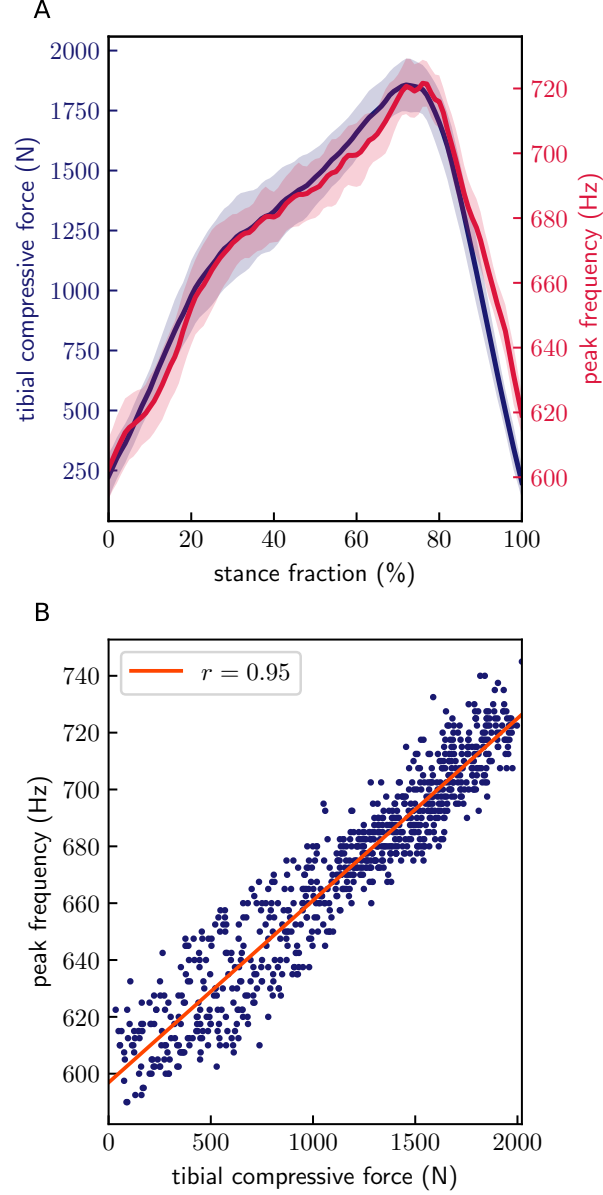 A
2000
1750
1500
1250
1000
750
500
250
tibial compressive force (N)
720
700
680
660
640
620
600
peak frequency (Hz)
0 20 40 60 80 100
stance fraction (%)
B
r = 0.95
740
720
700
680
660
640
620
600
peak frequency (Hz)
0 500 1000 1500 2000
tibial compressive force (N)